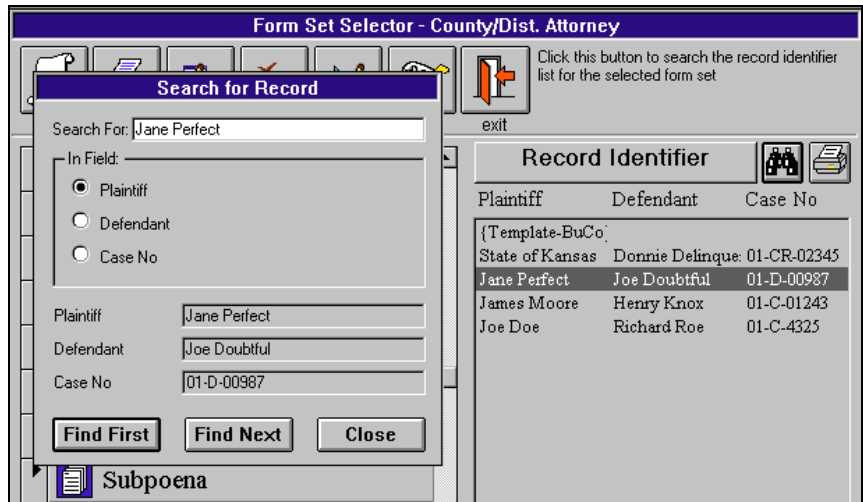 Form Set Selector - County/Dist. Attorney
Click this button to search the record identifier
list for the selected form set
exit
Search for Record
Search For: Jane Perfect
In Field:
Plaintiff
Defendant
Case No
Plaintiff Jane Perfect
Defendant Joe Doubtful
Case No 01-D-00987
Find First Find Next Close
Subpoena
Record Identifier
Plaintiff Defendant Case No
{Template-BuCo
State of Kansas Donnie Delinque: 01-CR-02345
Jane Perfect Joe Doubtful 01-D-00987
James Moore Henry Knox 01-C-01243
Joe Doe Richard Roe 01-C-4325